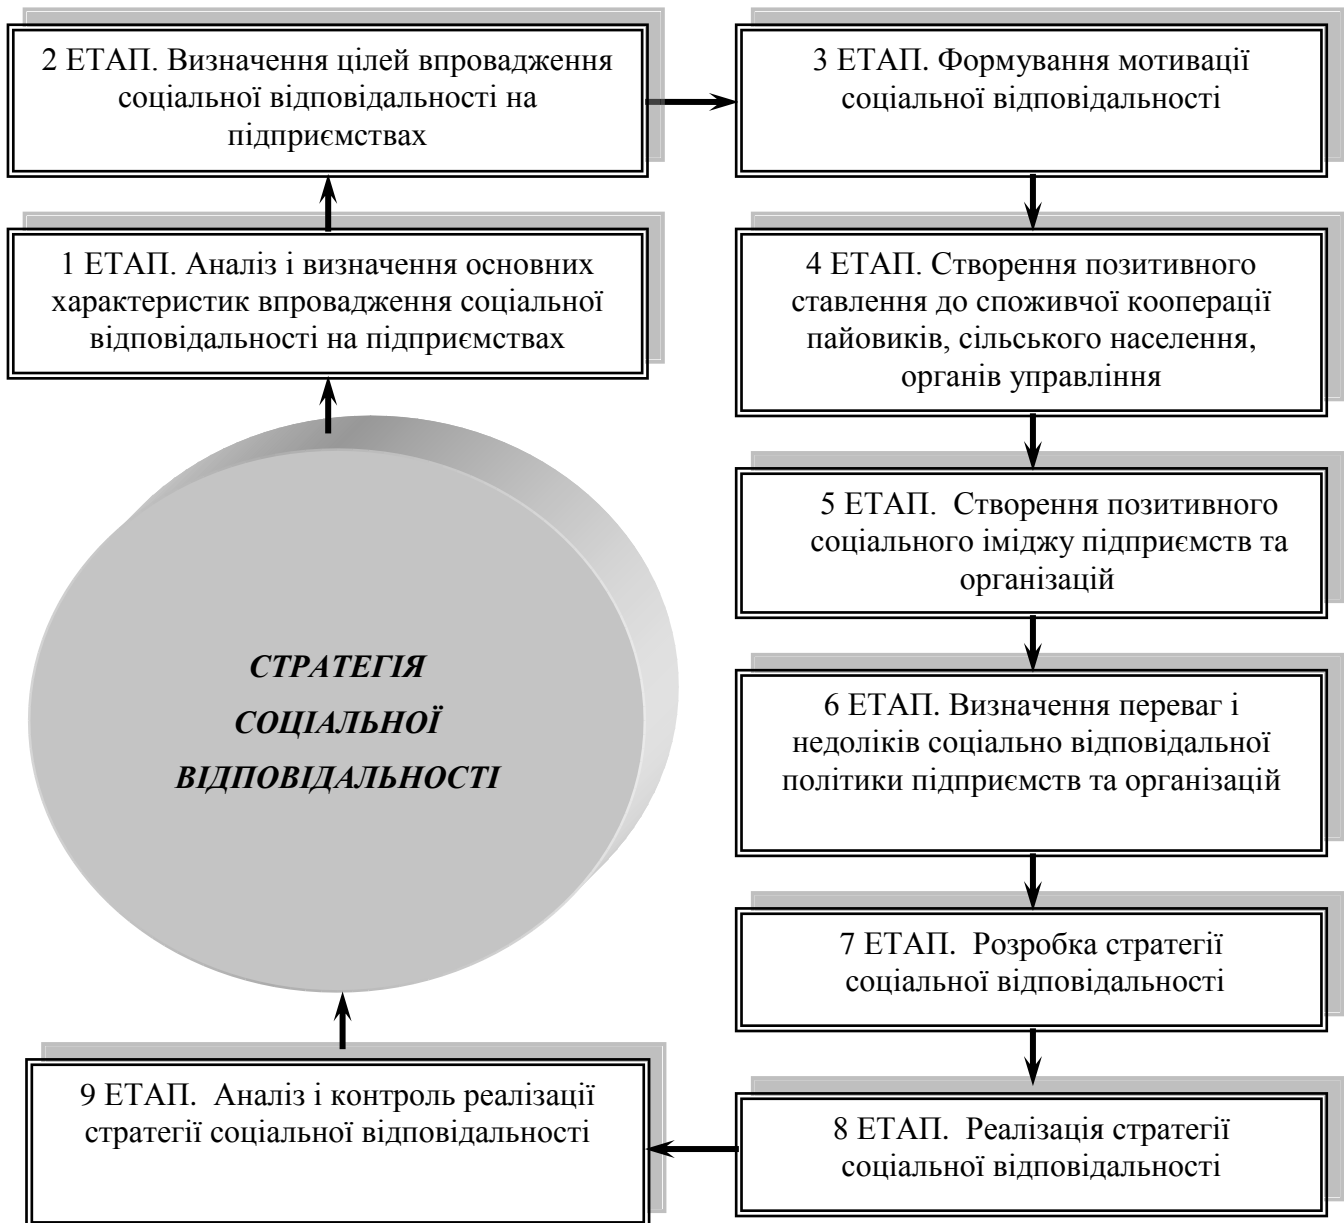 2 ЕТАП. Визначення цілей впровадження
соціальної відповідальності на
підприємствах
3 ЕТАП. Формування мотивації
соціальної відповідальності
1 ЕТАП. Аналіз і визначення основних
характеристик впровадження соціальної
відповідальності на підприємствах
4 ЕТАП. Створення позитивного
ставлення до споживчої кооперації
пайовиків, сільського населення,
органів управління
5 ЕТАП. Створення позитивного
соціального іміджу підприємств та
організацій
СТРАТЕГІЯ
СОЦІАЛЬНОЇ
ВІДПОВІДАЛЬНОСТІ
6 ЕТАП. Визначення переваг і
недоліків соціально відповідальної
політики підприємств та організацій
7 ЕТАП. Розробка стратегії
соціальної відповідальності
9 ЕТАП. Аналіз і контроль реалізації
стратегії соціальної відповідальності
8 ЕТАП. Реалізація стратегії
соціальної відповідальності